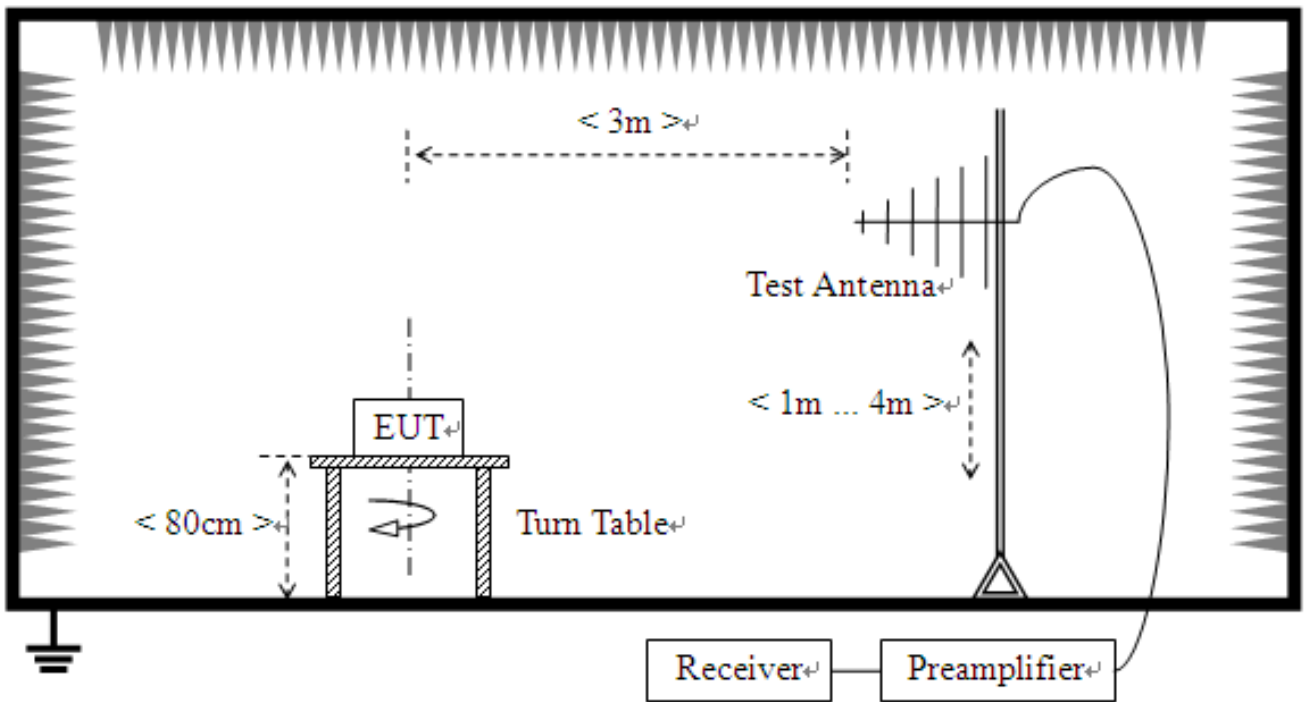 < 3m >↵
Test Antenna↵
< 1m ... 4m >↵
EUT↵
< 80cm >↵
Turn Table↵
Receiver↵
Preamplifier↵